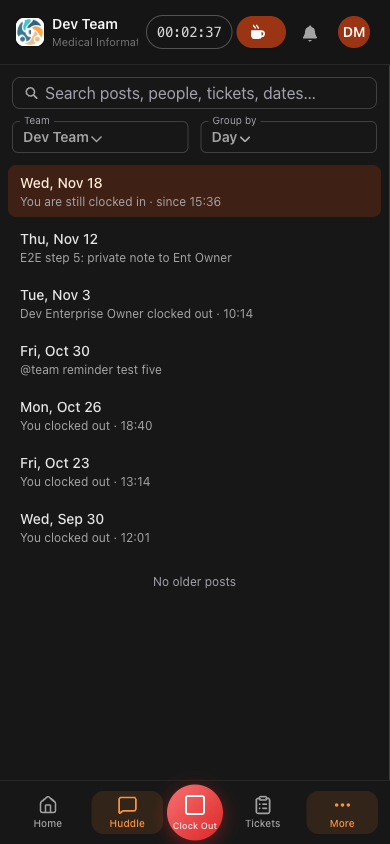 Dev Team
Medical Informat
00:02:37
DM
Search posts, people, tickets, dates...
Team
Dev Team
Group by
Day
Wed, Nov 18
You are still clocked in · since 15:36
Thu, Nov 12
E2E step 5: private note to Ent Owner
Tue, Nov 3
Dev Enterprise Owner clocked out · 10:14
Fri, Oct 30
@team reminder test five
Mon, Oct 26
You clocked out · 18:40
Fri, Oct 23
You clocked out · 13:14
Wed, Sep 30
You clocked out · 12:01
No older posts
Home
Huddle
Clock Out
Tickets
More